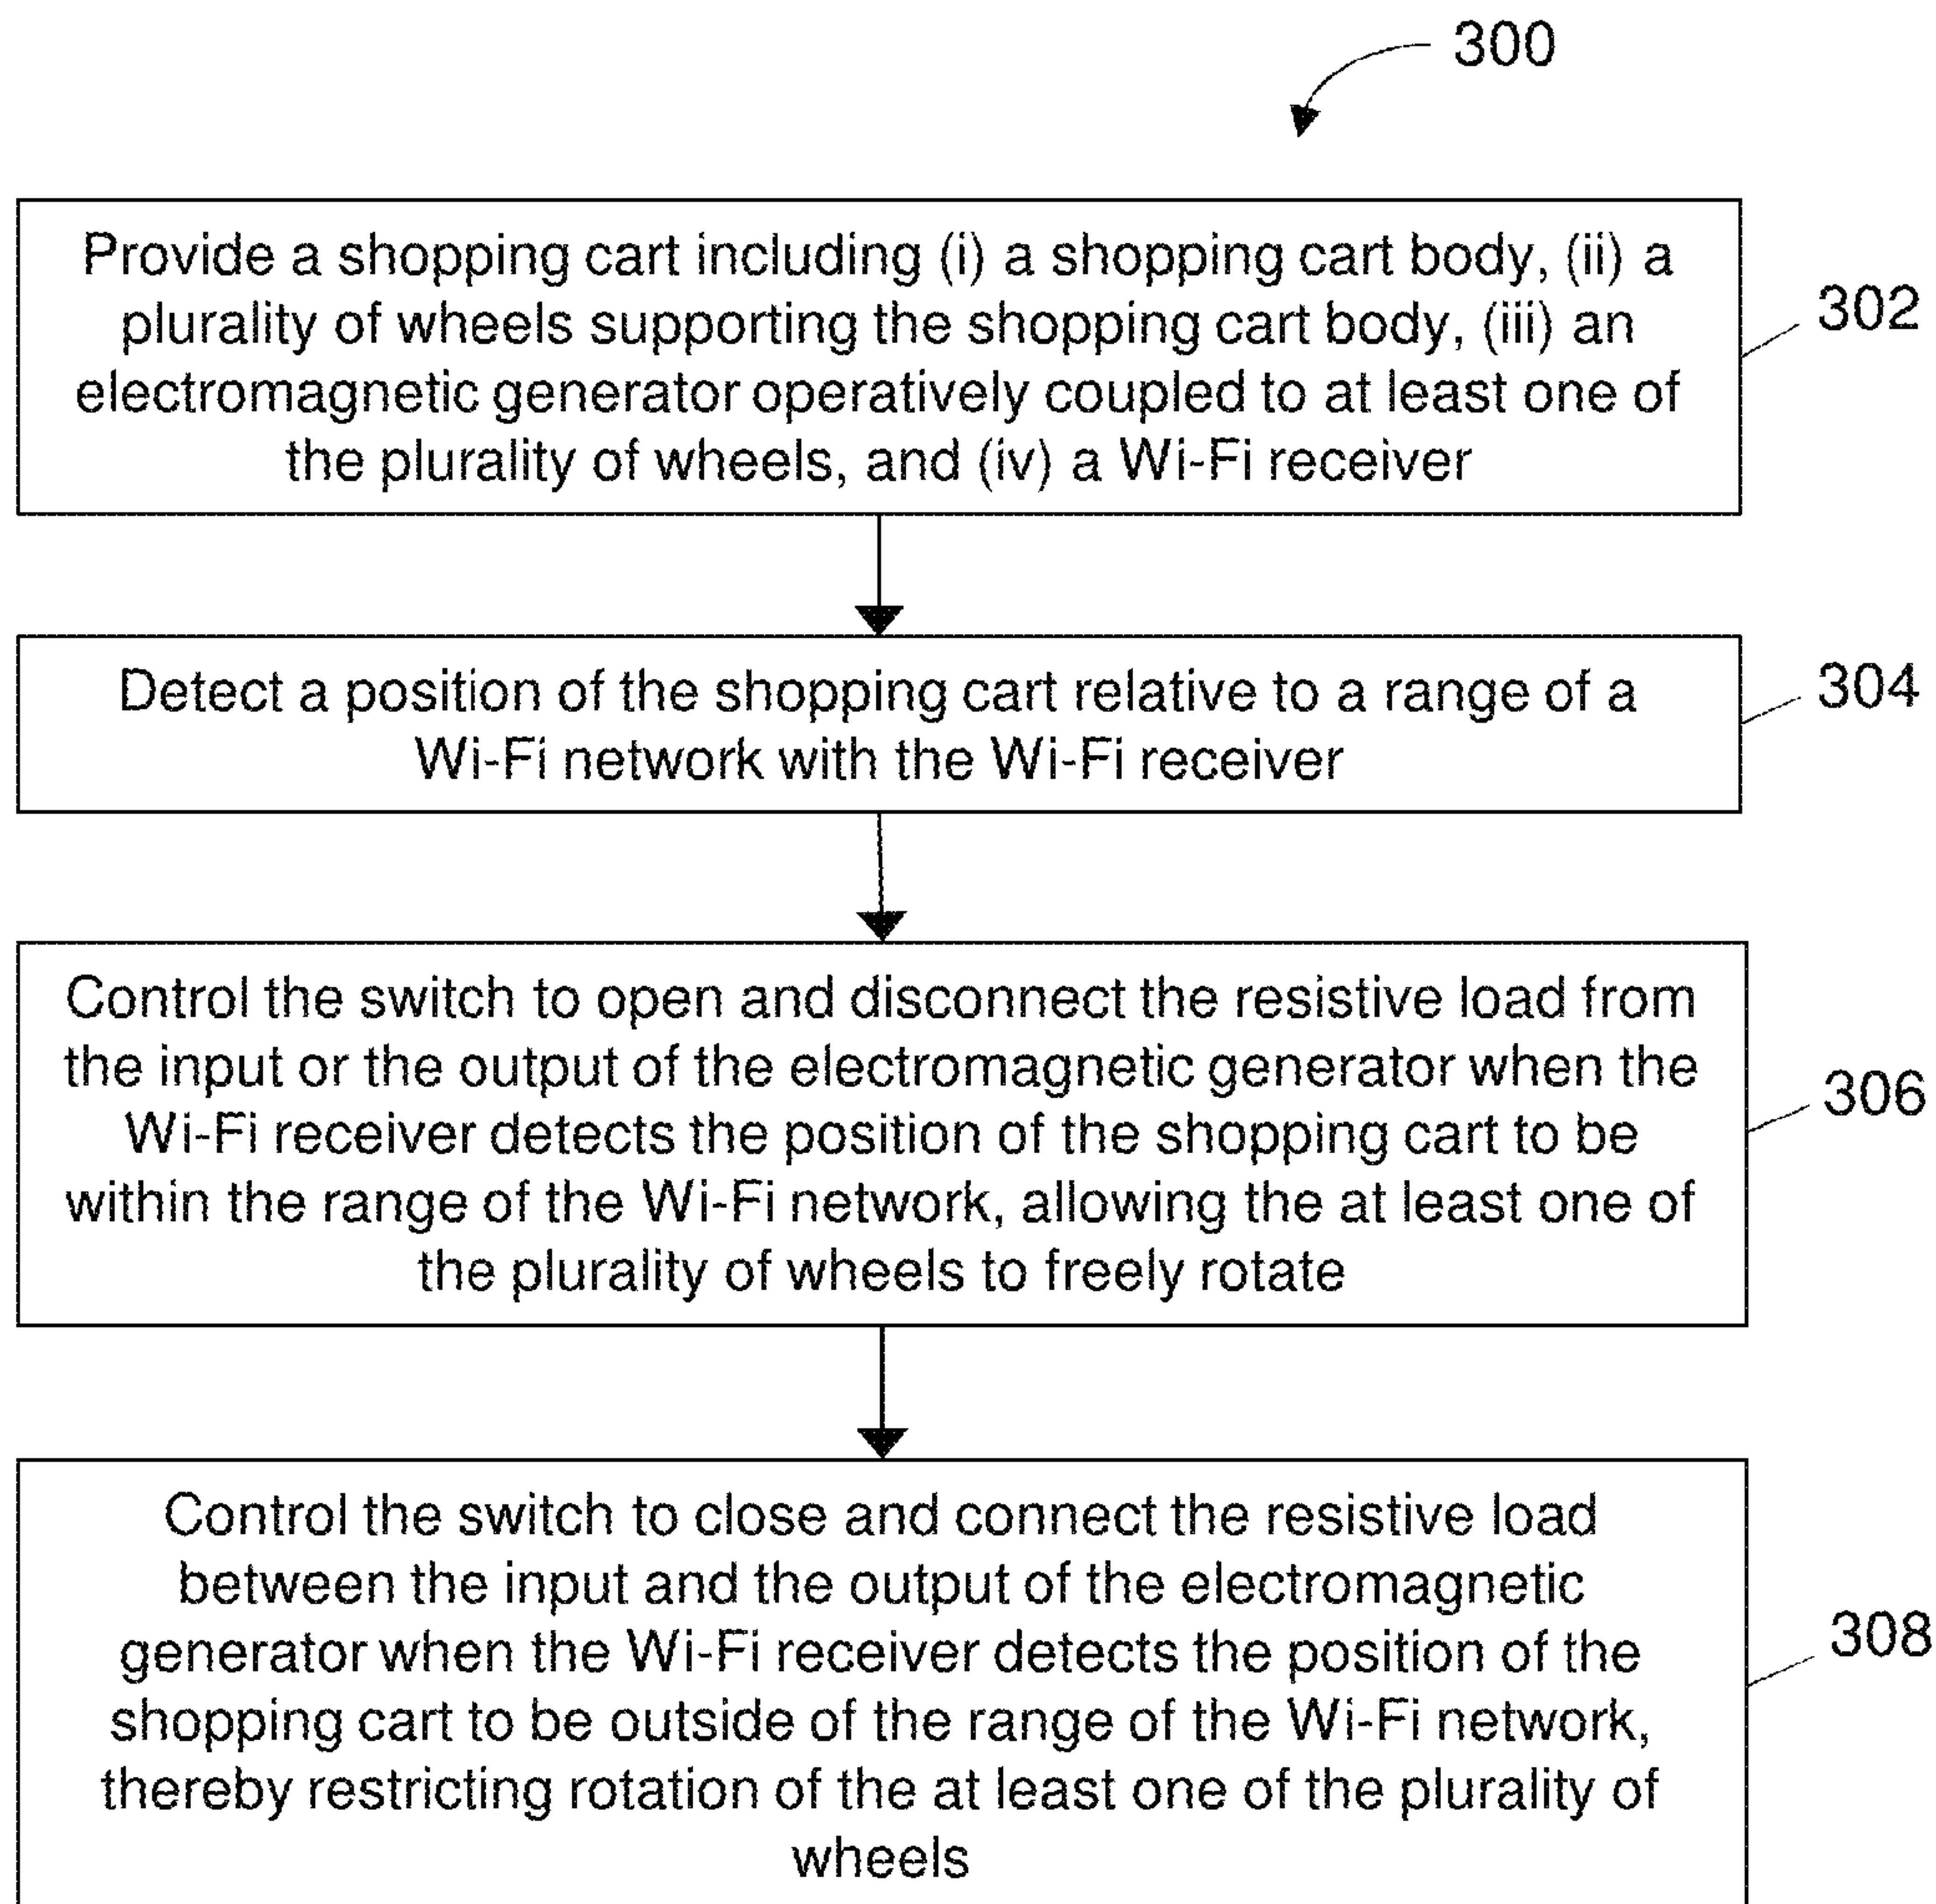 300
Provide a shopping cart including (i) a shopping cart body, (ii) a
plurality of wheels supporting the shopping cart body, (iii) an
electromagnetic generator operatively coupled to at least one of
the plurality of wheels, and (iv) a Wi-Fi receiver
302
Detect a position of the shopping cart relative to a range of a
Wi-Fi network with the Wi-Fi receiver
304
Control the switch to open and disconnect the resistive load from
the input or the output of the electromagnetic generator when the
Wi-Fi receiver detects the position of the shopping cart to be
within the range of the Wi-Fi network, allowing the at least one of
the plurality of wheels to freely rotate
306
Control the switch to close and connect the resistive load
between the input and the output of the electromagnetic
generator when the Wi-Fi receiver detects the position of the
shopping cart to be outside of the range of the Wi-Fi network,
thereby restricting rotation of the at least one of the plurality of
wheels
308